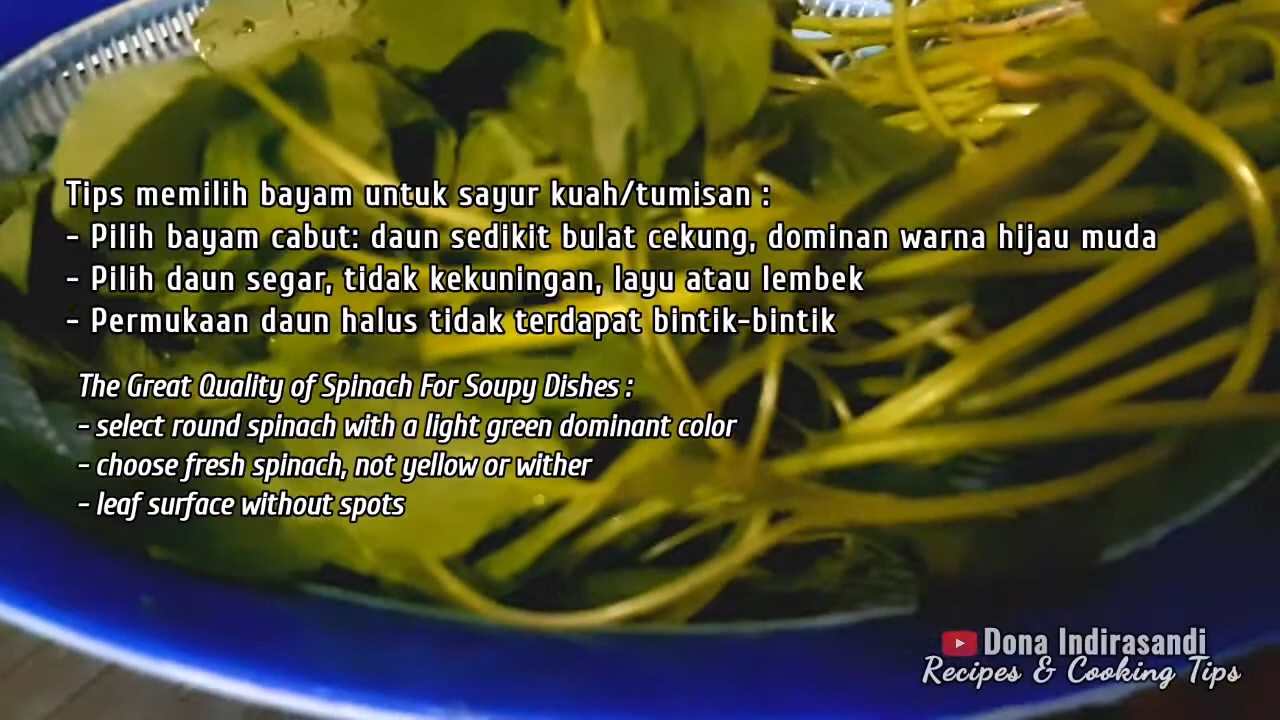 Tips memilih bayam untuk sayur kuah/tumisan :
- Pilih bayam cabut: daun sedikit bulat cekung, dominan warna hijau muda
- Pilih daun segar, tidak kekuningan, layu atau lembek
- Permukaan daun halus tidak terdapat bintik-bintik
The Great Quality of Spinach For Soupy Dishes :
- select round spinach with a light green dominant color
- choose fresh spinach, not yellow or wither
- leaf surface without spots
Dona Indirasandi
Recipes & Cooking Tips